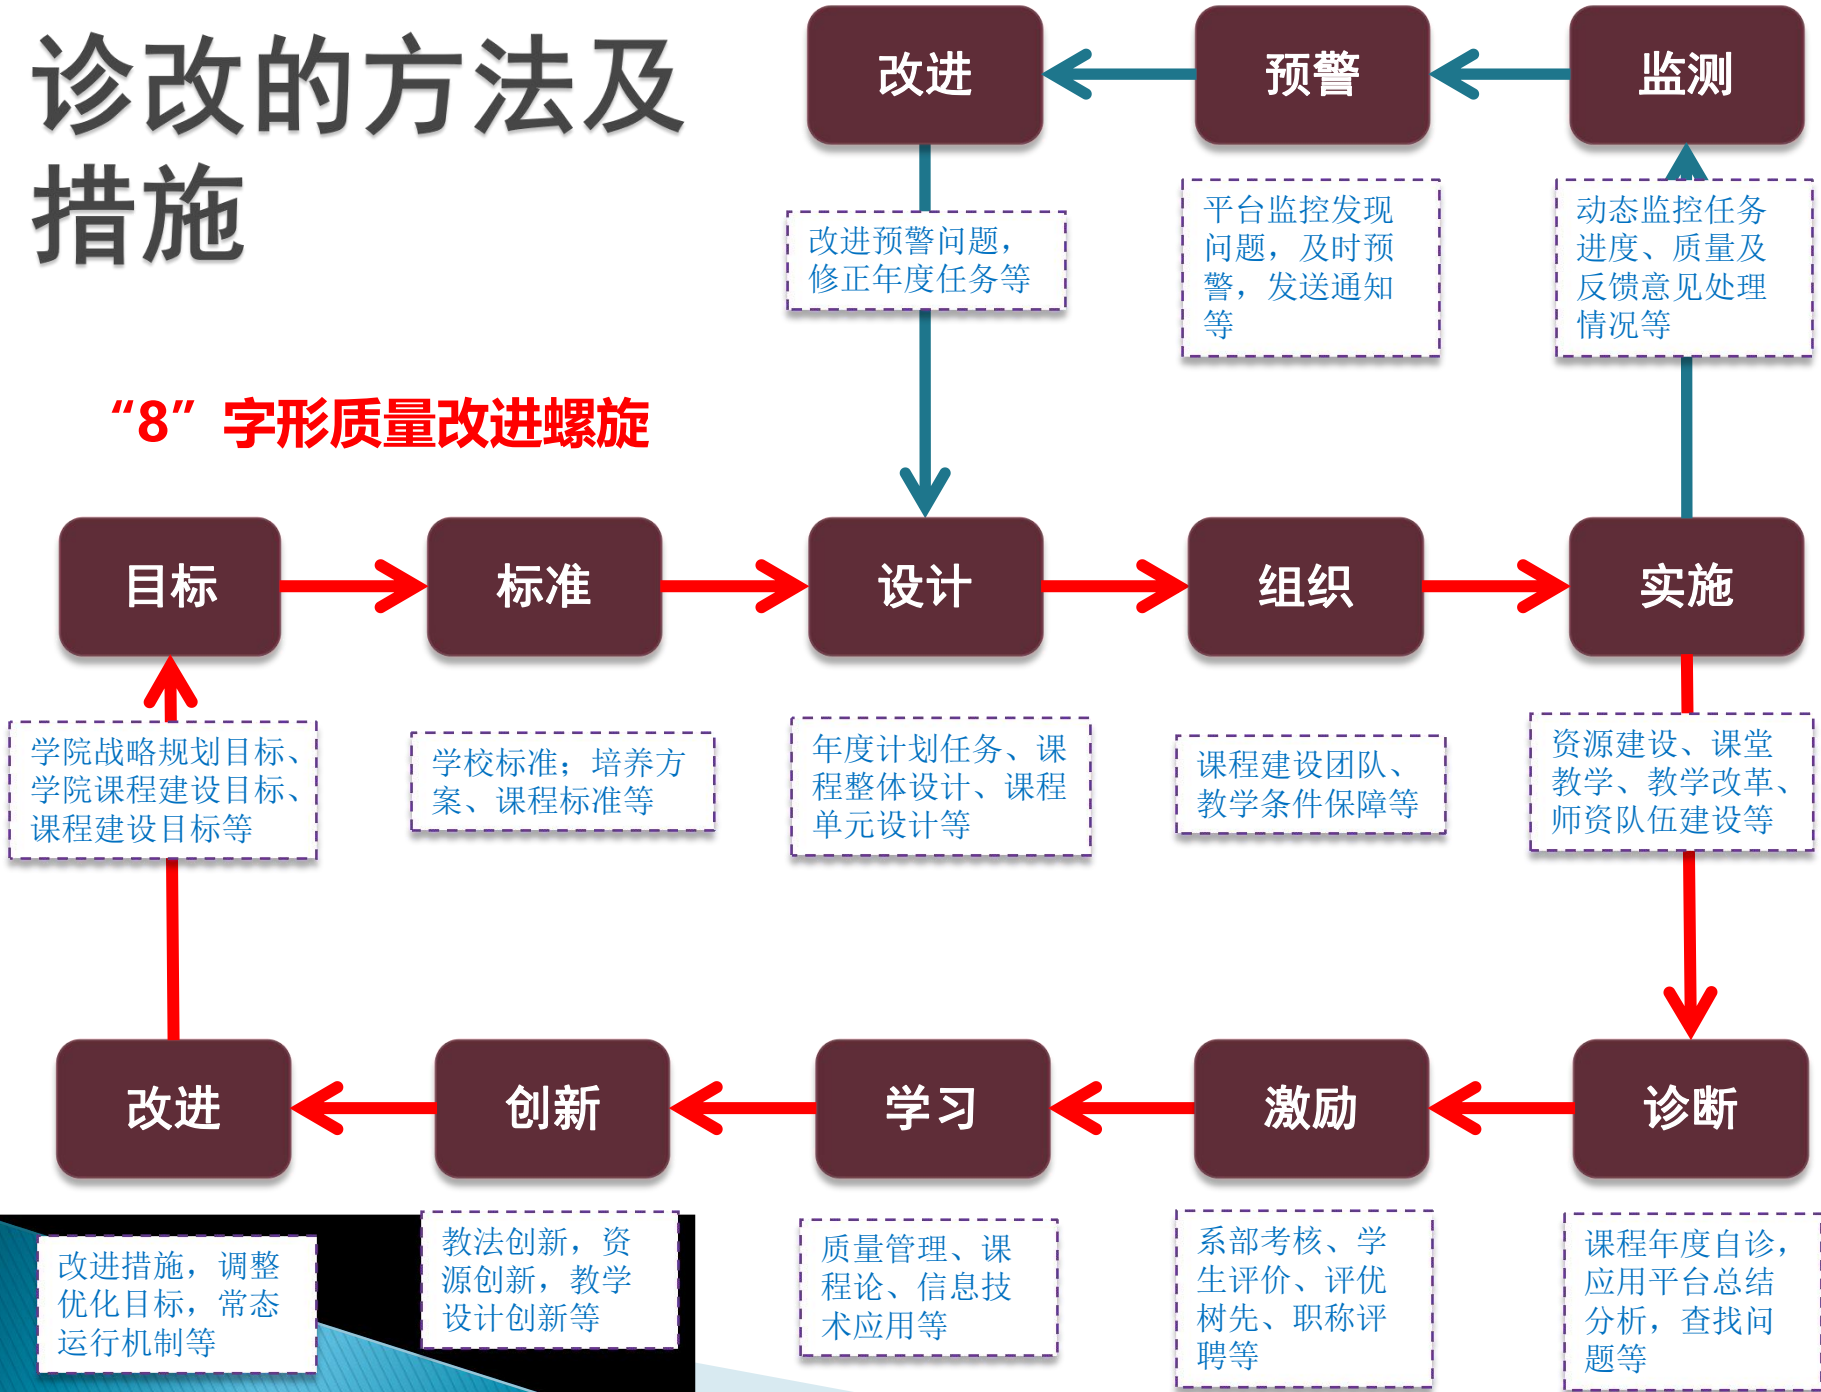 诊改的方法及
措施
改进
预警
监测
改进预警问题，
修正年度任务等
平台监控发现
问题，及时预
警，发送通知
等
动态监控任务
进度、质量及
反馈意见处理
情况等
“8”字形质量改进螺旋
目标
标准
设计
组织
实施
学院战略规划目标、
学院课程建设目标、
课程建设目标等
学校标准；培养方
案、课程标准等
年度计划任务、课
程整体设计、课程
单元设计等
课程建设团队、
教学条件保障等
资源建设、课堂
教学、教学改革、
师资队伍建设等
改进
创新
学习
激励
诊断
改进措施，调整
优化目标，常态
运行机制等
教法创新，资
源创新，教学
设计创新等
质量管理、课
程论、信息技
术应用等
系部考核、学
生评价、评优
树先、职称评
聘等
课程年度自诊，
应用平台总结
分析，查找问
题等